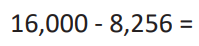 16,000 - 8,256 =